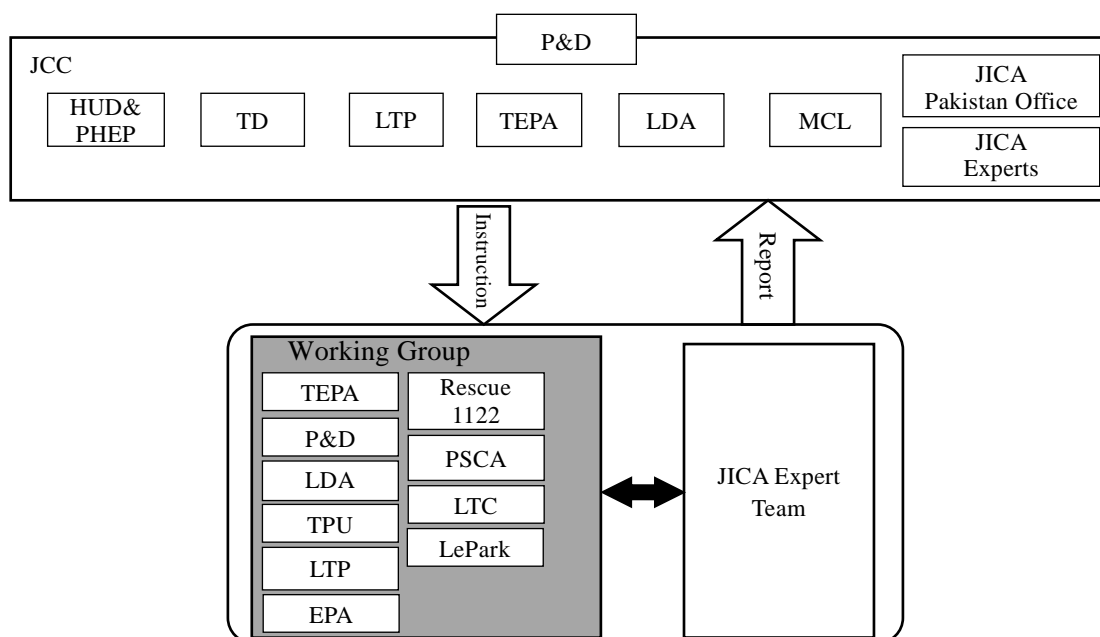 P&D
JCC
HUD&
PHEP
TD
LTP
TEPA
LDA
MCL
JICA
Pakistan Office
JICA
Experts
Instruction
Report
Working Group
TEPA
P&D
LDA
TPU
LTP
EPA
Rescue
1122
PSCA
LTC
LePark
JICA Expert
Team